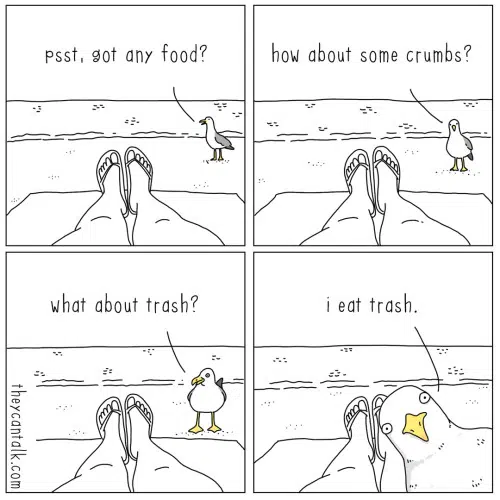 psst, got any food?
how about some crumbs?
what about trash?
i eat trash.
theycantalk.com